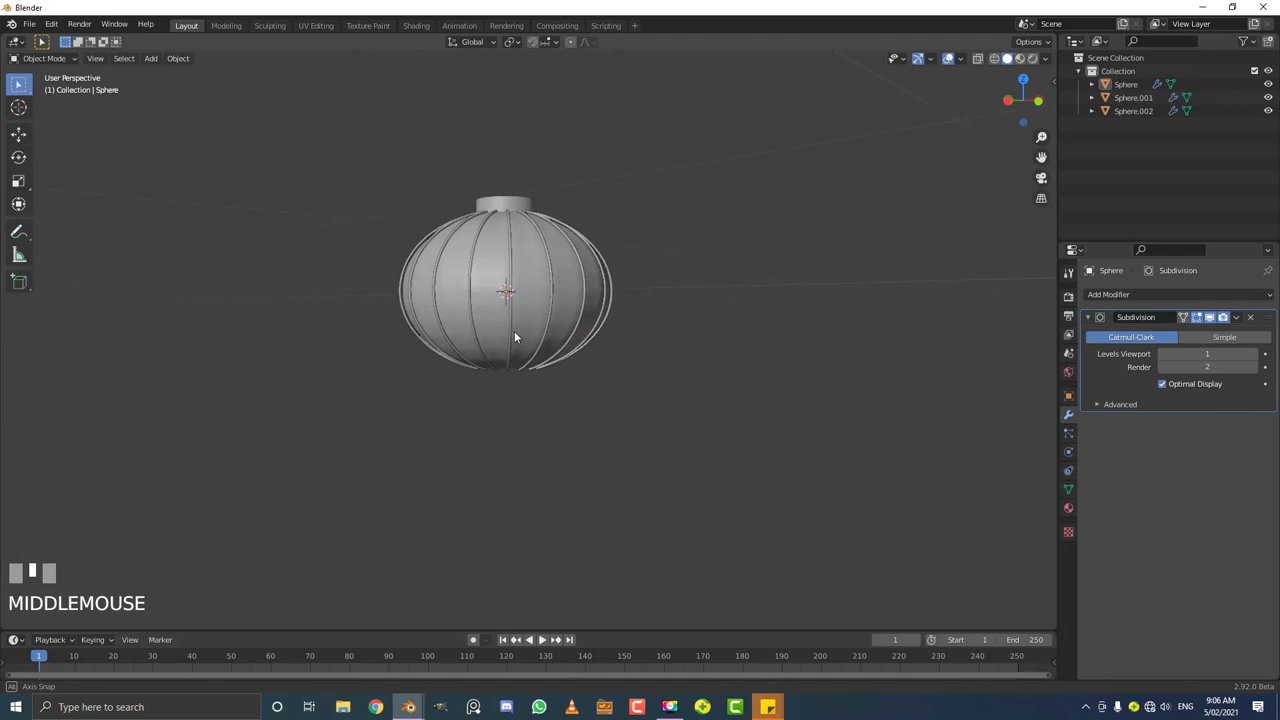 Blender
File Edit Render Window Help Layout Modeling Sculpting UV Editing Texture Paint Shading Animation Rendering Compositing Scripting + Scene View Layer
Global Options
Object Mode View Select Add Object
User Perspective
(1) Collection | Sphere
Z
Scene Collection
Collection
Sphere
Sphere.001
Sphere.002
Sphere Subdivision
Add Modifier
Subdivision
Catmull-Clark Simple
Levels Viewport 1
Render 2
Optimal Display
Advanced
MIDDLEMOUSE
Playback Keying View Marker 1 Start 1 End 250
1 10 20 30 40 50 60 70 80 90 100 110 120 130 140 150 160 170 180 190 200 210 220 230 240 250
Alt Axis Snap 2.92.0 Beta
Type here to search ENG 9:06 AM
5/02/2021